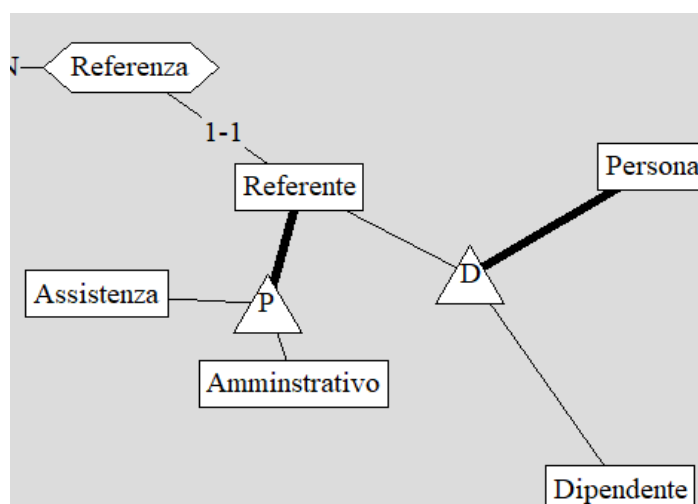 N
Referenza
1-1
Referente
Persona
D
Assistenza
P
Amminstrativo
Dipendente